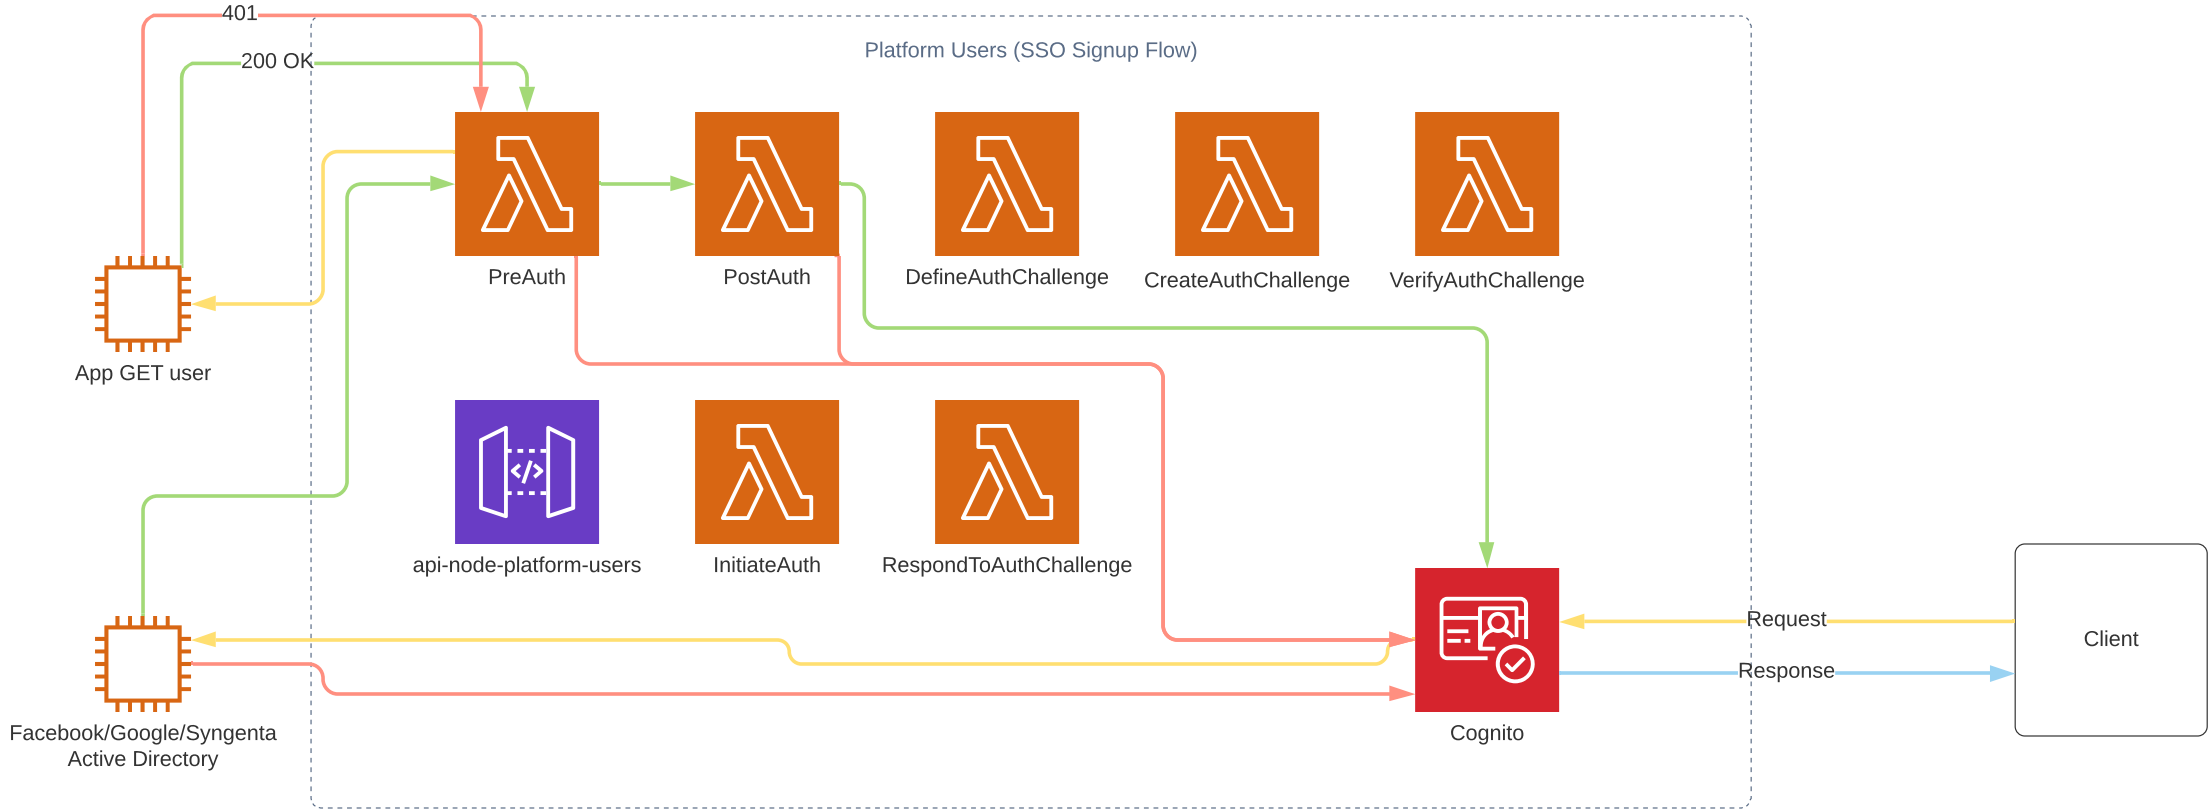 401
200 OK
Platform Users (SSO Signup Flow)
PreAuth
PostAuth
DefineAuthChallenge
CreateAuthChallenge
VerifyAuthChallenge
App GET user
api-node-platform-users
InitiateAuth
RespondToAuthChallenge
Request
Client
Response
Facebook/Google/Syngenta
Active Directory
Cognito